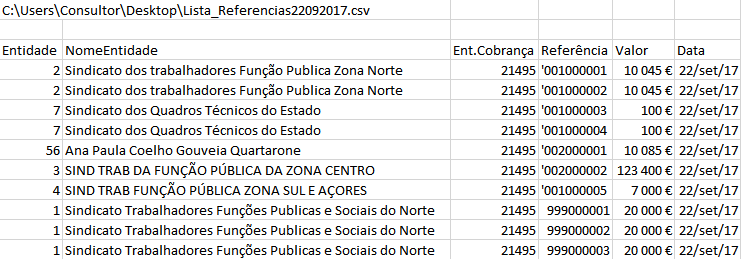 C:\Users\Consultor\Desktop\Lista_Referencias22092017.csv
Entidade NomeEntidade Ent.Cobrança Referência Valor Data
2 Sindicato dos trabalhadores Função Publica Zona Norte 21495 '001000001 10 045 € 22/set/17
2 Sindicato dos trabalhadores Função Publica Zona Norte 21495 '001000002 10 045 € 22/set/17
7 Sindicato dos Quadros Técnicos do Estado 21495 '001000003 100 € 22/set/17
7 Sindicato dos Quadros Técnicos do Estado 21495 '001000004 100 € 22/set/17
56 Ana Paula Coelho Gouveia Quartarone 21495 '002000001 10 085 € 22/set/17
3 SIND TRAB DA FUNÇÃO PÚBLICA DA ZONA CENTRO 21495 '002000002 123 400 € 22/set/17
4 SIND TRAB FUNÇÃO PÚBLICA ZONA SUL E AÇORES 21495 '001000005 7 000 € 22/set/17
1 Sindicato Trabalhadores Funções Publicas e Sociais do Norte 21495 999000001 20 000 € 22/set/17
1 Sindicato Trabalhadores Funções Publicas e Sociais do Norte 21495 999000002 20 000 € 22/set/17
1 Sindicato Trabalhadores Funções Publicas e Sociais do Norte 21495 999000003 20 000 € 22/set/17